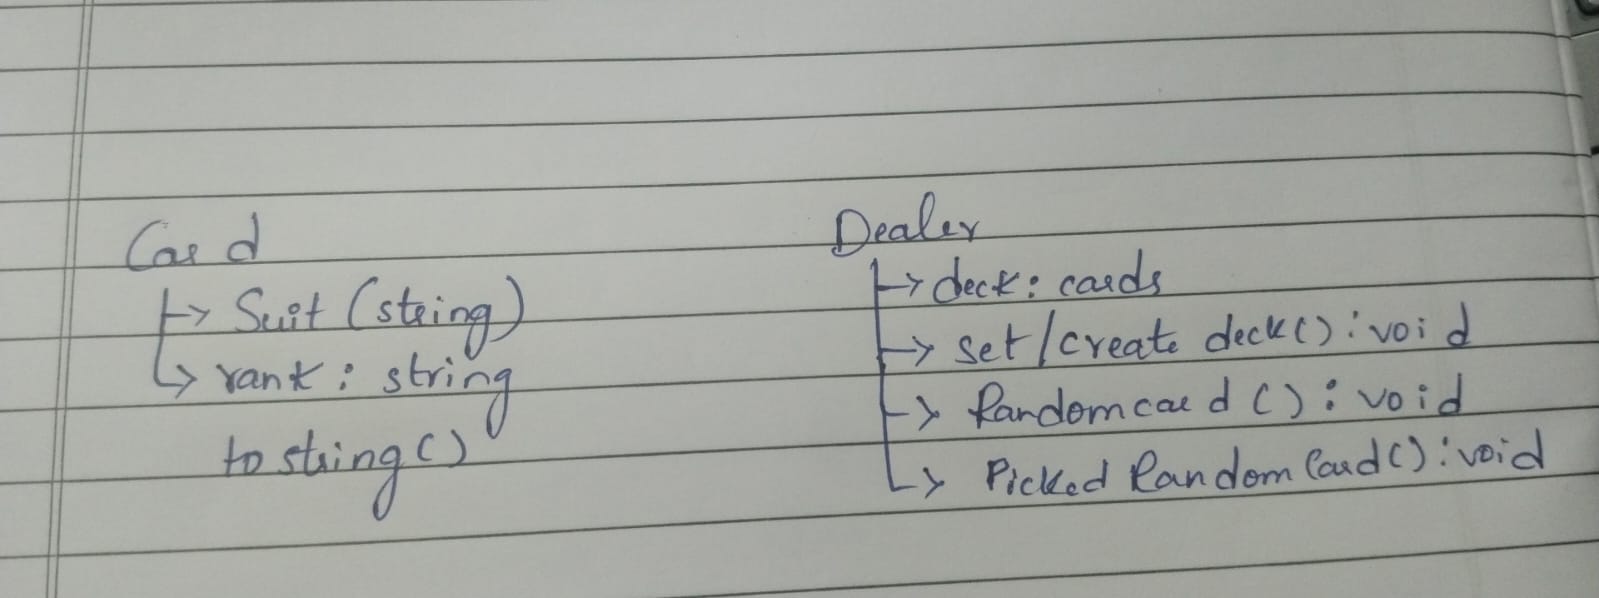 Card
→ Suit (string)
→ rank : string
to string()
Dealer
→ deck : cards
→ set/create deck() : void
→ Randomcard () : void
→ Picked Random Card() : void